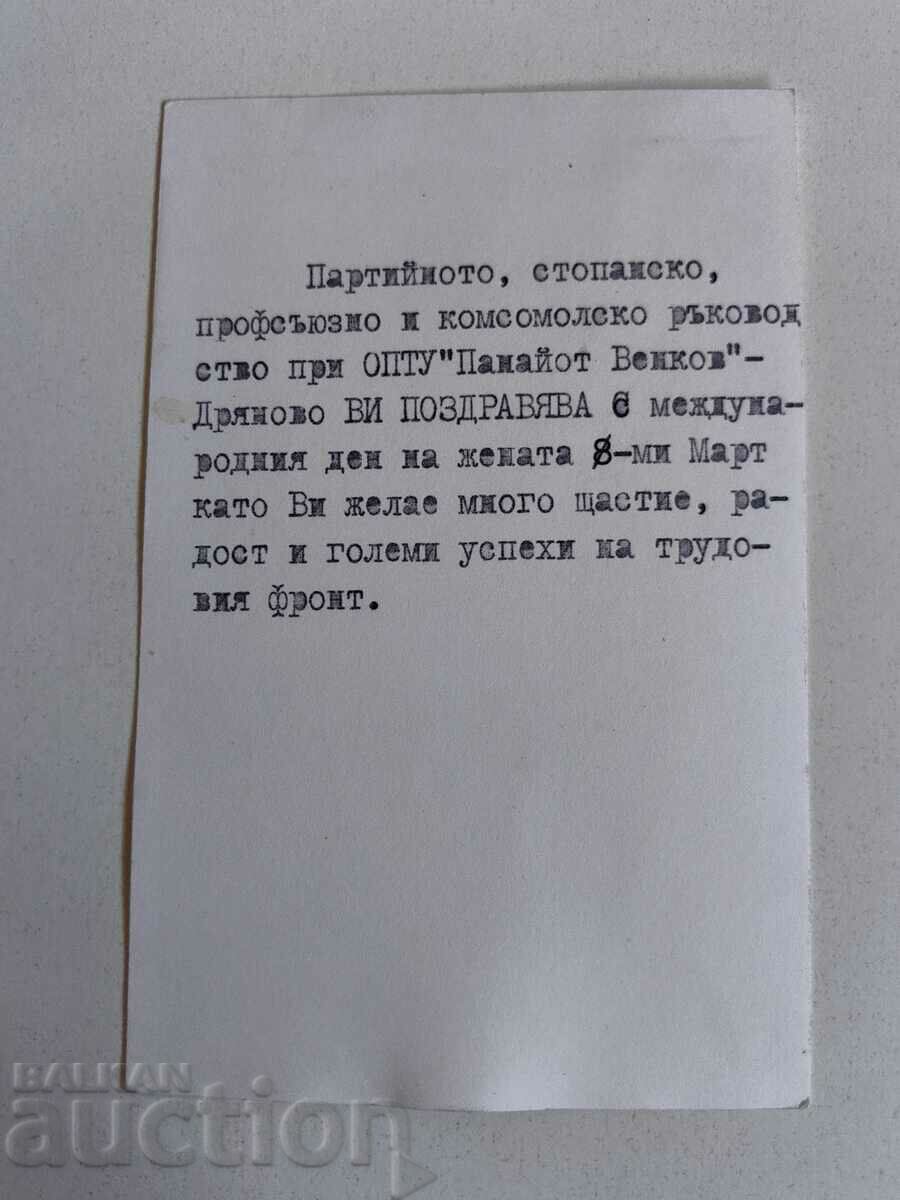 Партийното, стопанско,
профсъюзно и комсомолско ръковод
ство при ОПТУ"Панайот Венков"-
Дряново ВИ ПОЗДРАВЯВА С междуна-
родния ден на жената 8-ми Март
като Ви желае много щастие, ра-
дост и големи успехи на трудо-
вия фронт.
BALKAN
auction